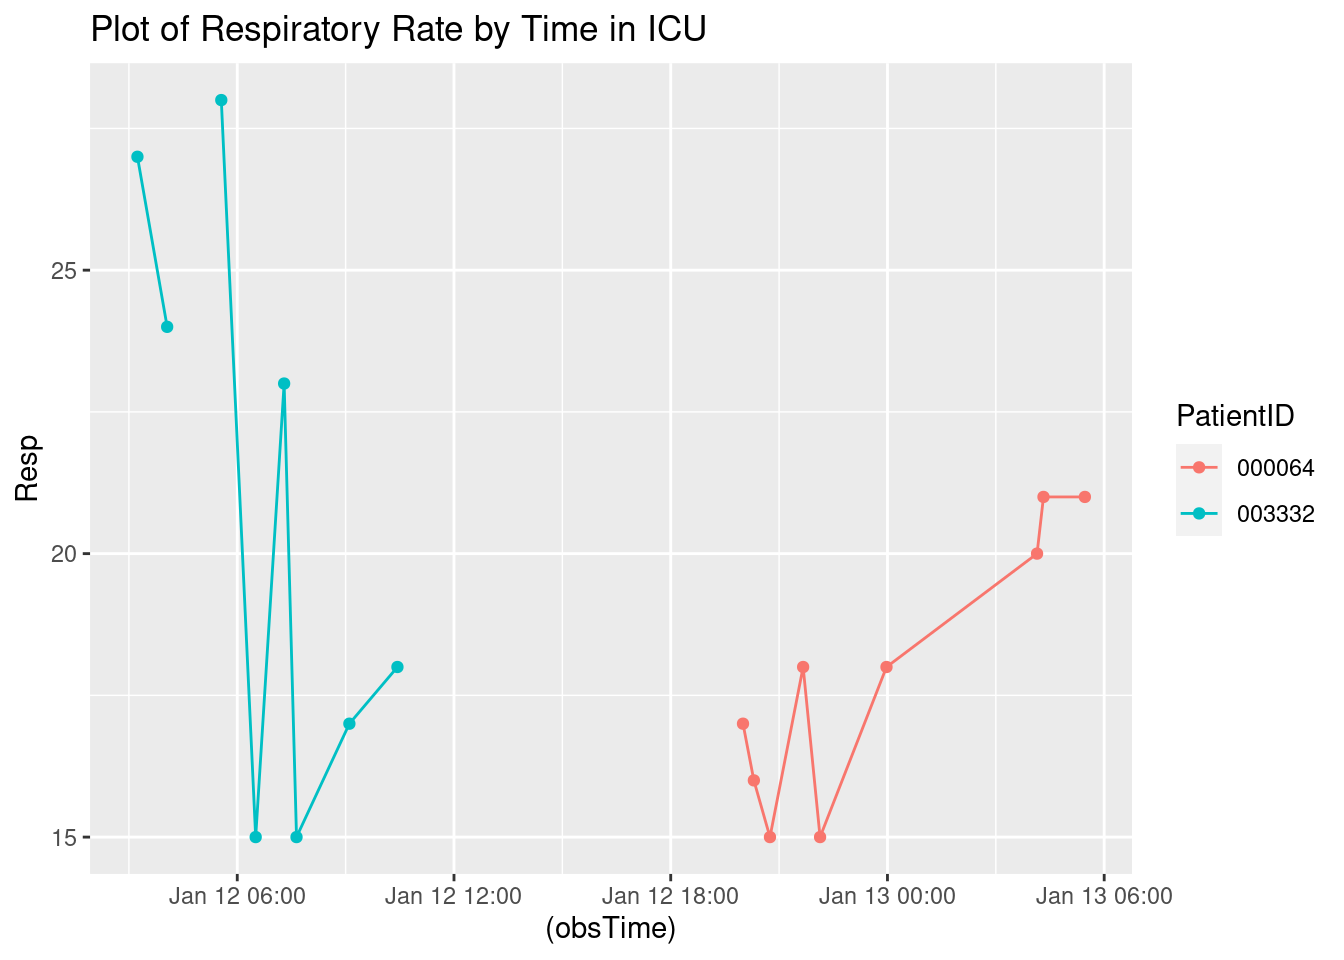 Plot of Respiratory Rate by Time in ICU
Resp
25
20
15
Jan 12 06:00 Jan 12 12:00 Jan 12 18:00 Jan 13 00:00 Jan 13 06:00
(obsTime)
PatientID
000064
003332